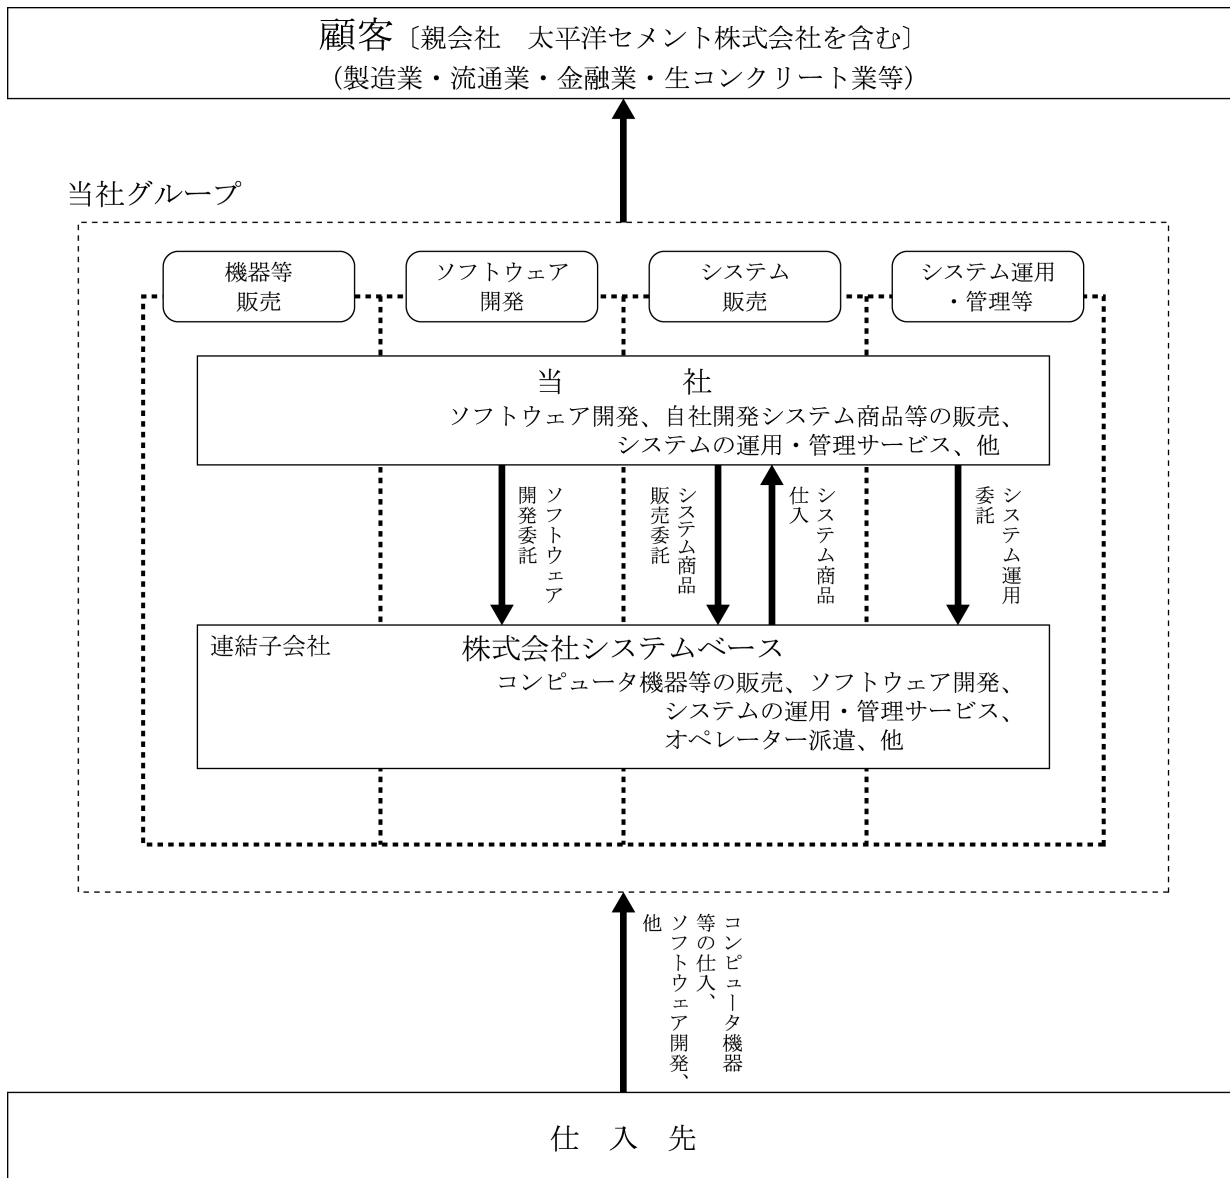 顧客〔親会社　太平洋セメント株式会社を含む〕
（製造業・流通業・金融業・生コンクリート業等）
当社グループ
機器等
販売
ソフトウェア
開発
システム
販売
システム運用
・管理等
当　社
ソフトウェア開発、自社開発システム商品等の販売、
システムの運用・管理サービス、他
ソフトウェア
開発委託
システム商品
販売委託
システム商品
仕入
システム運用
委託
連結子会社
株式会社システムベース
コンピュータ機器等の販売、ソフトウェア開発、
システムの運用・管理サービス、
オペレーター派遣、他
コンピュータ機器
等の仕入、
ソフトウェア開発、
他
仕　入　先